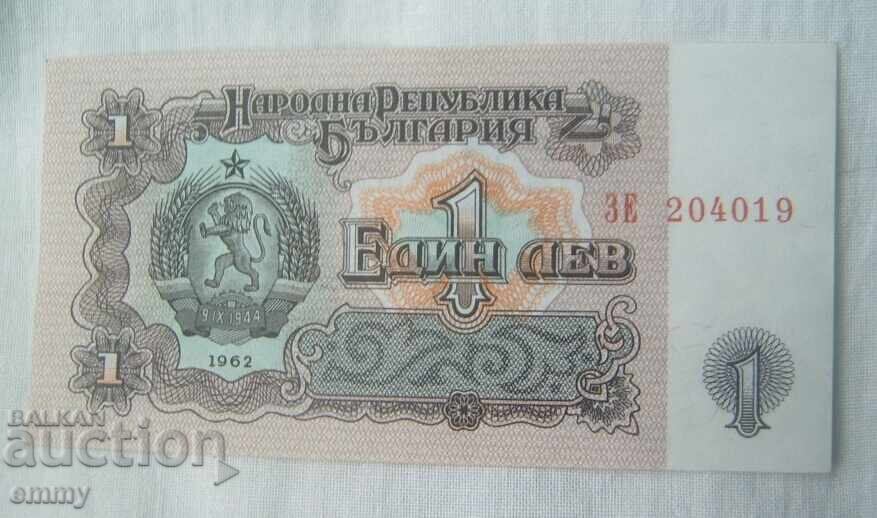 НАРОДНА РЕПУБЛИКА
БЪЛГАРИЯ
1
1
ЗЕ 204019
ЕДИН ЛЕВ
9 IX 1944
1962
1
1
BALKAN
auction
emmy